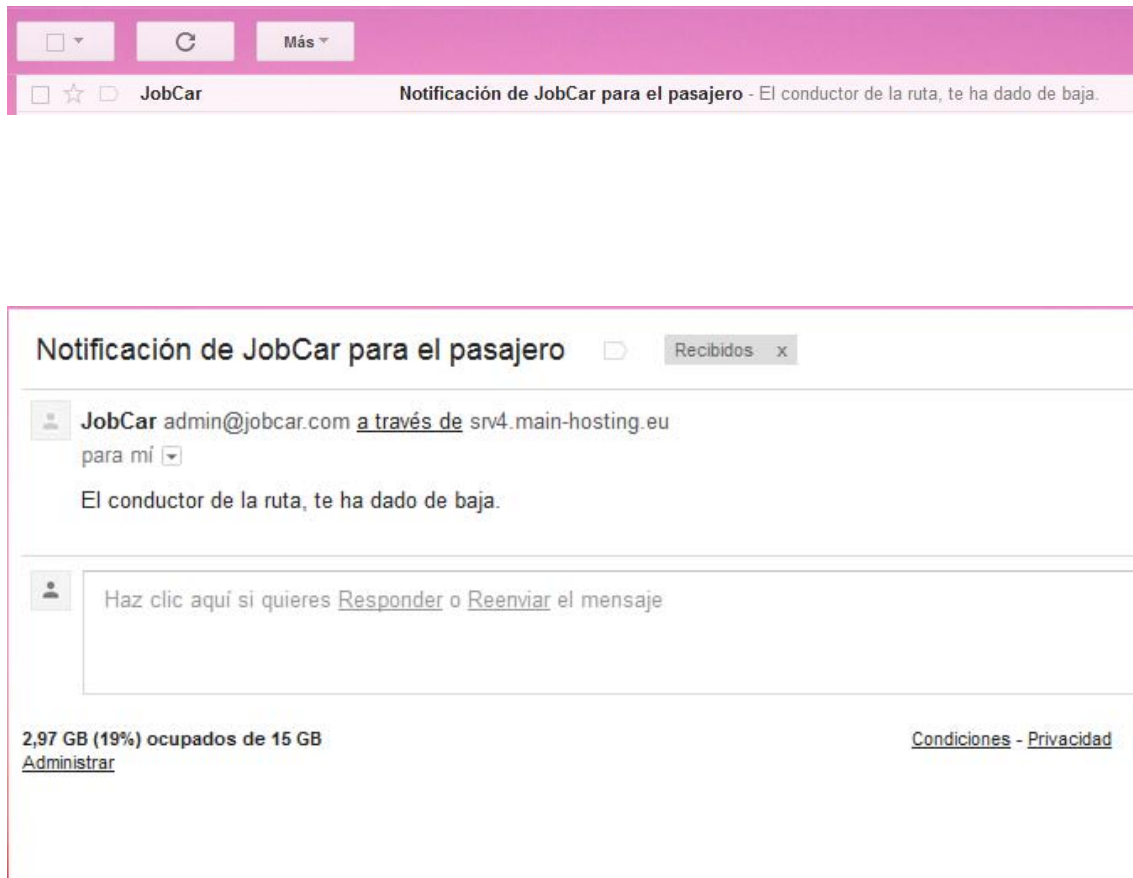 Más
JobCar Notificación de JobCar para el pasajero - El conductor de la ruta, te ha dado de baja.
Notificación de JobCar para el pasajero Recibidos x
JobCar admin@jobcar.com a través de srv4.main-hosting.eu
para mí
El conductor de la ruta, te ha dado de baja.
Haz clic aquí si quieres Responder o Reenviar el mensaje
2,97 GB (19%) ocupados de 15 GB
Administrar
Condiciones - Privacidad